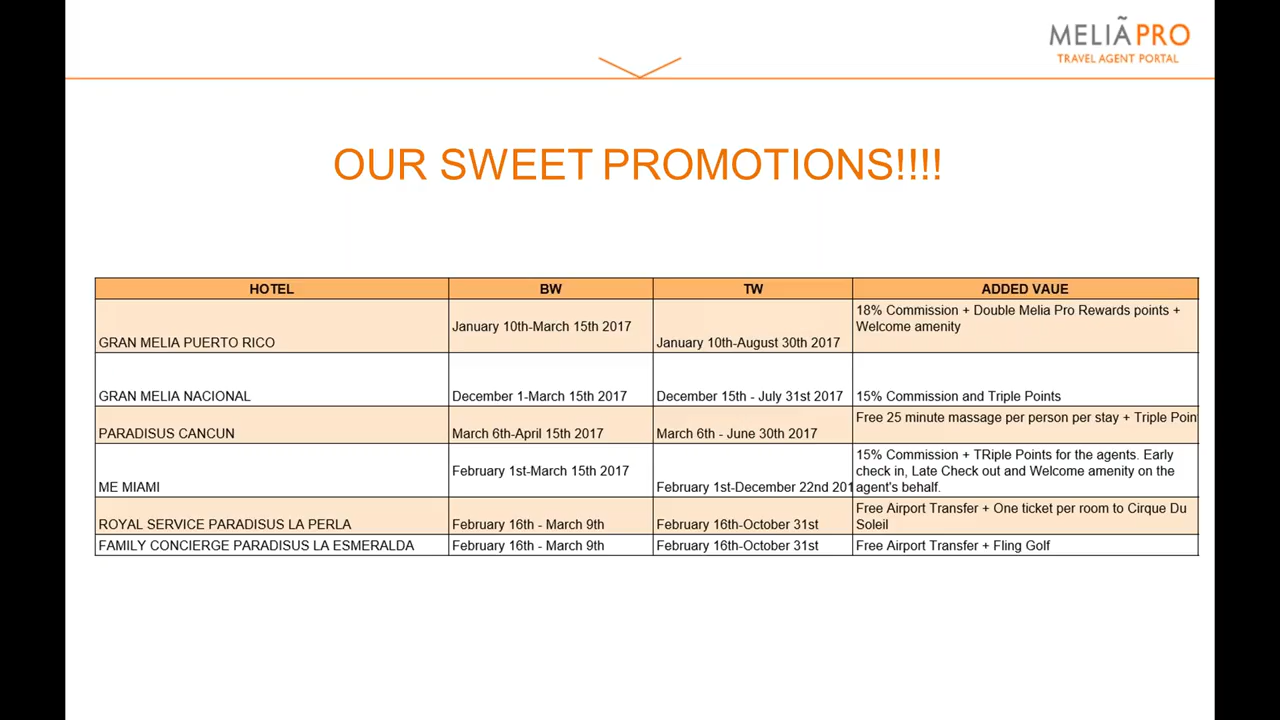 MELIÃ PRO
TRAVEL AGENT PORTAL
OUR SWEET PROMOTIONS!!!!
HOTEL BW TW ADDED VAUE
GRAN MELIA PUERTO RICO January 10th-March 15th 2017 January 10th-August 30th 2017 18% Commission + Double Melia Pro Rewards points +
Welcome amenity
GRAN MELIA NACIONAL December 1-March 15th 2017 December 15th - July 31st 2017 15% Commission and Triple Points
PARADISUS CANCUN March 6th-April 15th 2017 March 6th - June 30th 2017 Free 25 minute massage per person per stay + Triple Poin
ME MIAMI February 1st-March 15th 2017 February 1st-December 22nd 201 15% Commission + TRiple Points for the agents. Early
check in, Late Check out and Welcome amenity on the
agent's behalf.
ROYAL SERVICE PARADISUS LA PERLA February 16th - March 9th February 16th-October 31st Free Airport Transfer + One ticket per room to Cirque Du
Soleil
FAMILY CONCIERGE PARADISUS LA ESMERALDA February 16th - March 9th February 16th-October 31st Free Airport Transfer + Fling Golf